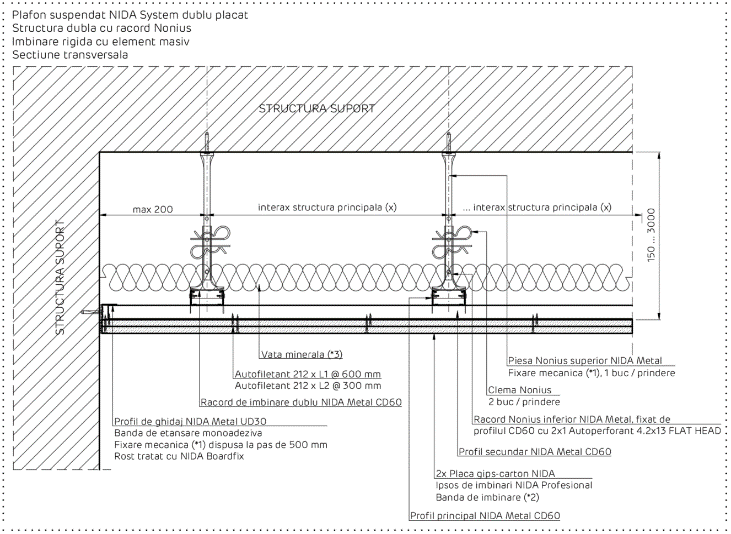 Plafon suspendat NIDA System dublu placat
Structura dubla cu racord Nonius
Imbinare rigida cu element masiv
Sectiune transversala
STRUCTURA SUPORT
STRUCTURA SUPORT
max 200
interax structura principala (x)
... interax structura principala (x)
150 ... 3000
Vata minerala (*3)
Autofiletant 212 x L1 @ 600 mm
Autofiletant 212 x L2 @ 300 mm
Racord de imbinare dublu NIDA Metal CD60
Profil de ghidaj NIDA Metal UD30
Banda de etansare monoadeziva
Fixare mecanica (*1) dispusa la pas de 500 mm
Rost tratat cu NIDA Boardfix
Piesa Nonius superior NIDA Metal
Fixare mecanica (*1), 1 buc / prindere
Clema Nonius
2 buc / prindere
Racord Nonius inferior NIDA Metal, fixat de
profilul CD60 cu 2x1 Autoperforant 4.2x13 FLAT HEAD
Profil secundar NIDA Metal CD60
2x Placa gips-carton NIDA
Ipsos de imbinari NIDA Profesional
Banda de imbinare (*2)
Profil principal NIDA Metal CD60